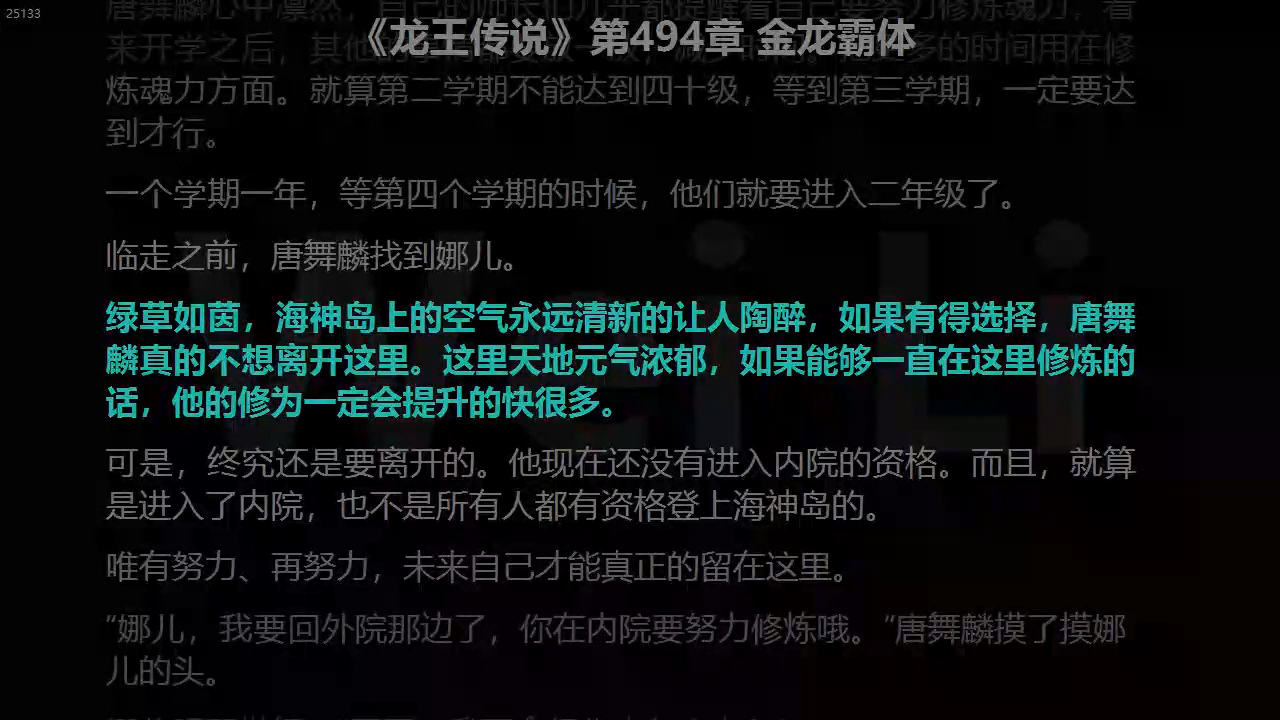 25133
《龙王传说》第494章 金龙霸体
炼魂力方面。就算第二学期不能达到四十级，等到第三学期，一定要达
到才行。
一个学期一年，等第四个学期的时候，他们就要进入二年级了。
临走之前，唐舞麟找到娜儿。
绿草如茵，海神岛上的空气永远清新的让人陶醉，如果有得选择，唐舞
麟真的不想离开这里。这里天地元气浓郁，如果能够一直在这里修炼的
话，他的修为一定会提升的快很多。
可是，终究还是要离开的。他现在还没有进入内院的资格。而且，就算
是进入了内院，也不是所有人都有资格登上海神岛的。
唯有努力、再努力，未来自己才能真正的留在这里。
“娜儿，我要回外院那边了，你在内院要努力修炼哦。”唐舞麟摸了摸娜
儿的头。
Wei Li